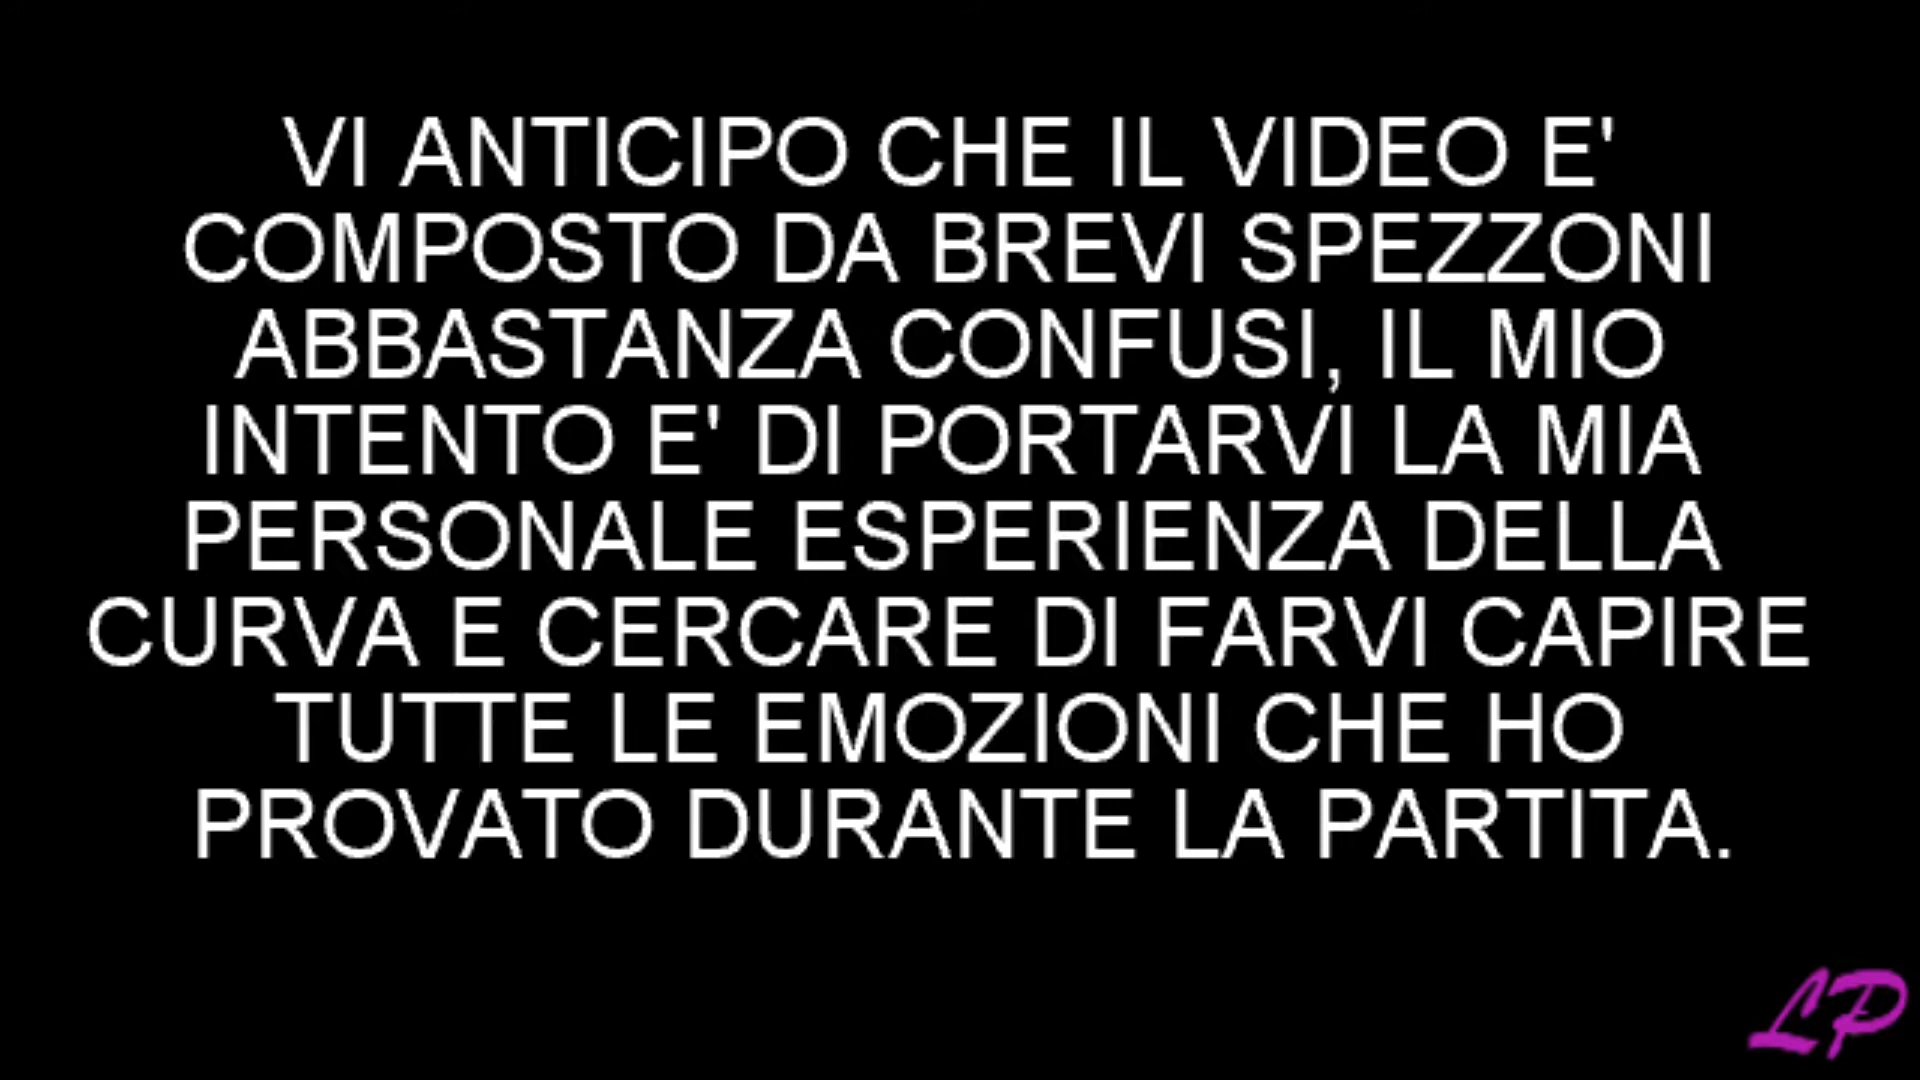 VI ANTICIPO CHE IL VIDEO E'
COMPOSTO DA BREVI SPEZZONI
ABBASTANZA CONFUSI, IL MIO
INTENTO E' DI PORTARVI LA MIA
PERSONALE ESPERIENZA DELLA
CURVA E CERCARE DI FARVI CAPIRE
TUTTE LE EMOZIONI CHE HO
PROVATO DURANTE LA PARTITA.
LP